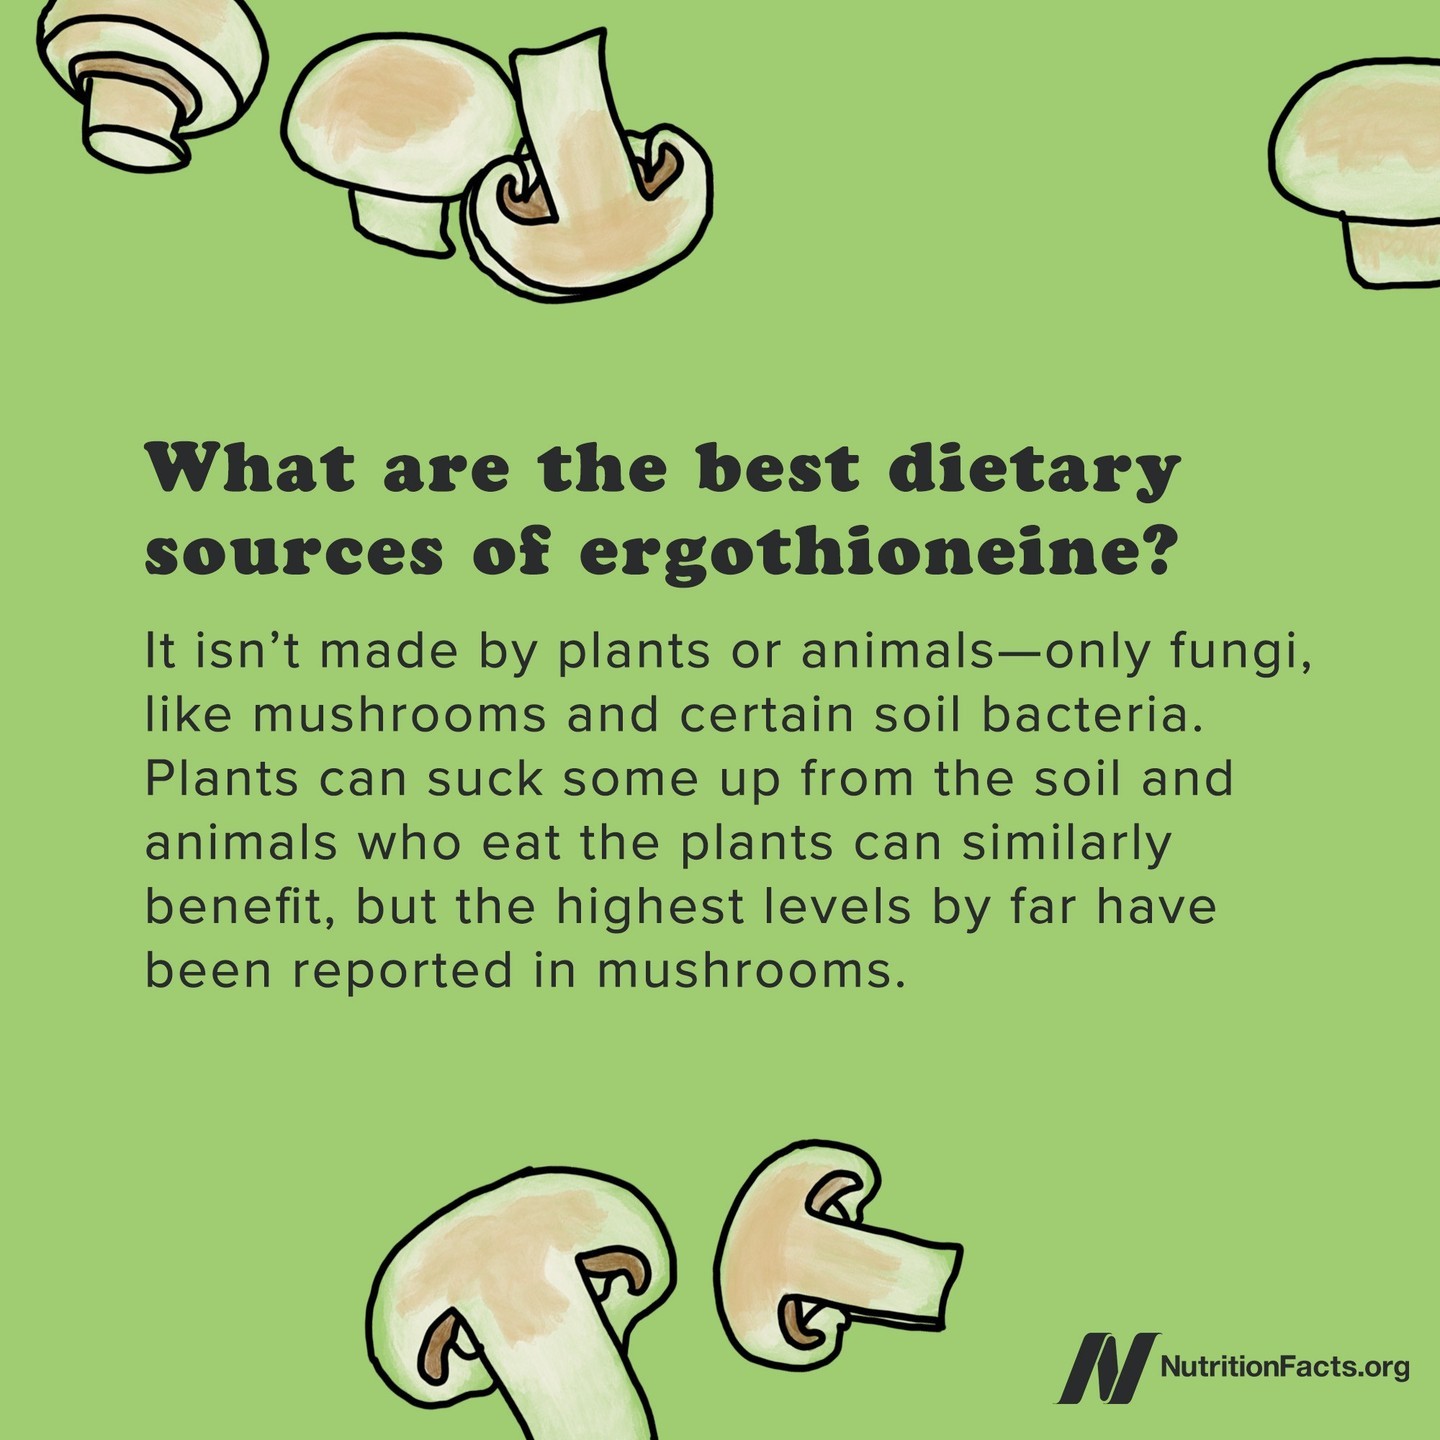 What are the best dietary
sources of ergothioneine?
It isn’t made by plants or animals—only fungi,
like mushrooms and certain soil bacteria.
Plants can suck some up from the soil and
animals who eat the plants can similarly
benefit, but the highest levels by far have
been reported in mushrooms.
NutritionFacts.org